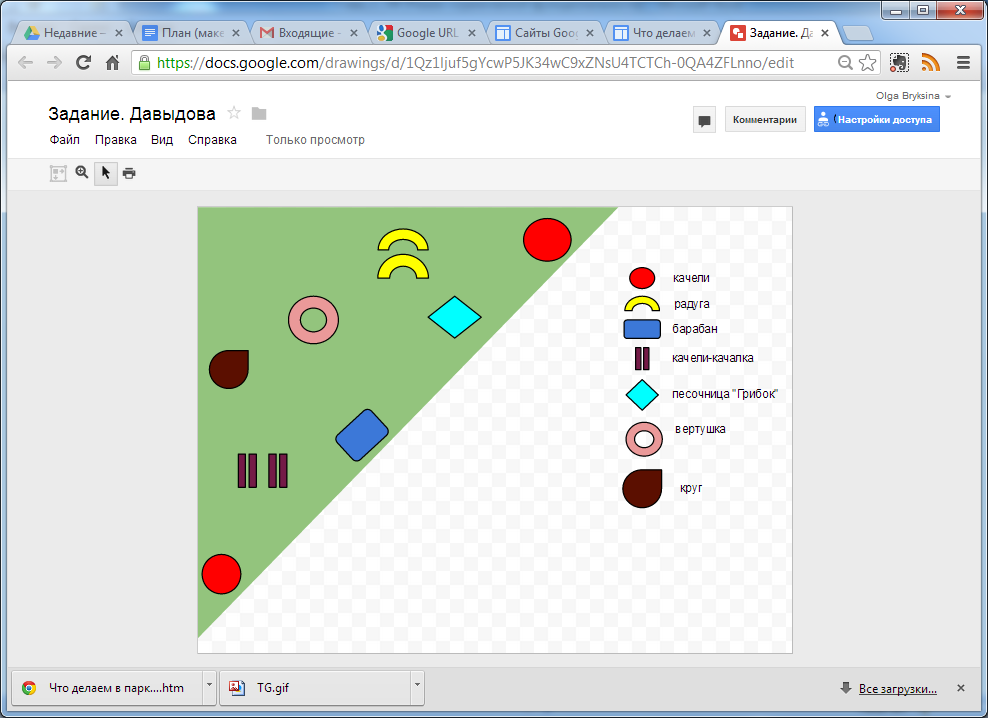 Недавние –
План (маке
Входящие -
Google URL
Сайты Goog
Что делаем
Задание. Да
https://docs.google.com/drawings/d/1Qz1Ijuf5gYcwP5JK34wC9xZNsU4TCTCh-0QA4ZFLnno/edit
Olga Bryksina
Задание. Давыдова
Комментарии
Настройки доступа
Файл Правка Вид Справка Только просмотр
качели
радуга
барабан
качели-качалка
песочница "Грибок"
вертушка
круг
Что делаем в парк....htm
TG.gif
Все загрузки...